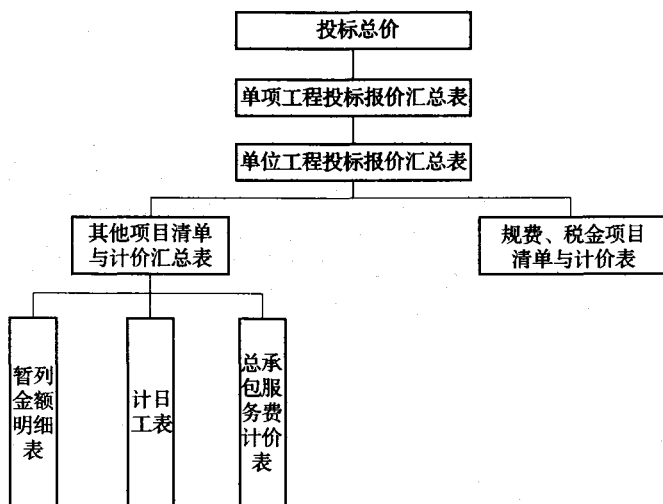 投标总价
单项工程投标报价汇总表
单位工程投标报价汇总表
其他项目清单
与计价汇总表
规费、税金项目
清单与计价表
暂列
金额
明细
表
计日
工表
总承
包服
务费
计价
表